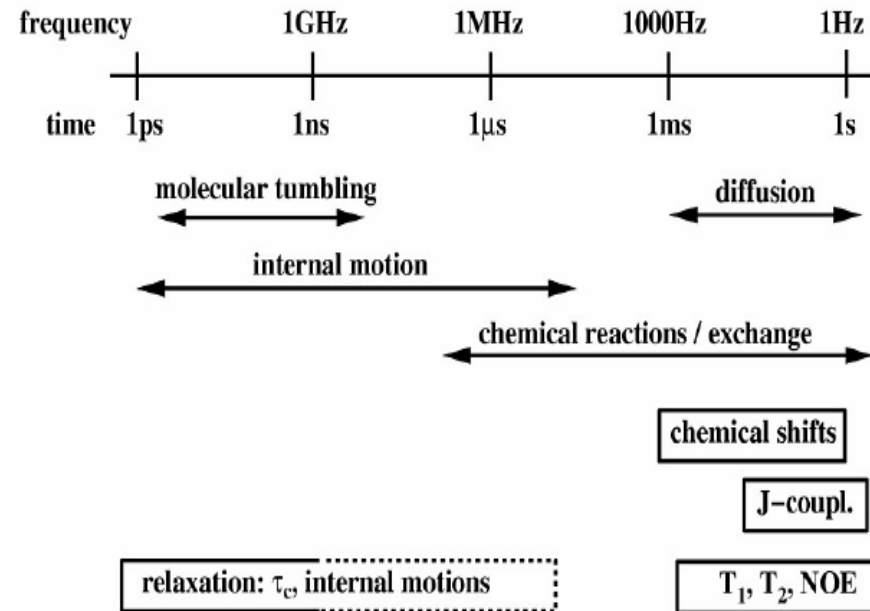 frequency 1GHz 1MHz 1000Hz 1Hz
time 1ps 1ns 1μs 1ms 1s
molecular tumbling diffusion
internal motion
chemical reactions / exchange
chemical shifts
J−coupl.
relaxation: τc, internal motions T1, T2, NOE